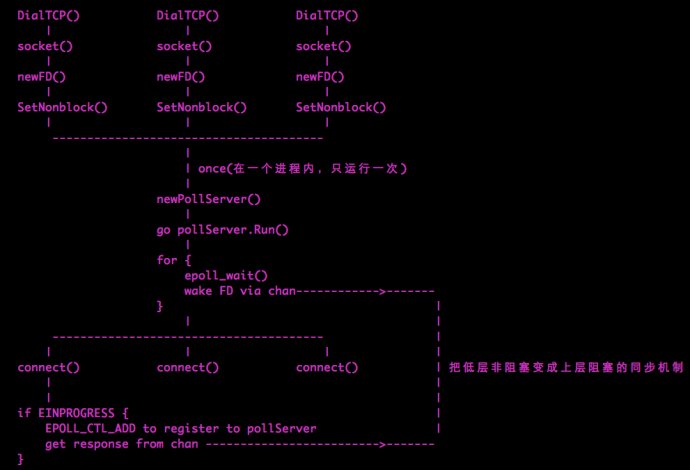 DialTCP() DialTCP() DialTCP()
| | |
socket() socket() socket()
| | |
newFD() newFD() newFD()
| | |
SetNonblock() SetNonblock() SetNonblock()
| | |
---------------------------------------
|
| once(在一个进程内，只运行一次)
|
newPollServer()
|
go pollServer.Run()
|
for {
epoll_wait()
wake FD via chan------------>-------
} |
| |
--------------------------------------- |
| | | |
connect() connect() connect() | 把低层非阻塞变成上层阻塞的同步机制
| |
| |
if EINPROGRESS { |
EPOLL_CTL_ADD to register to pollServer |
get response from chan ------------------------->-------
}